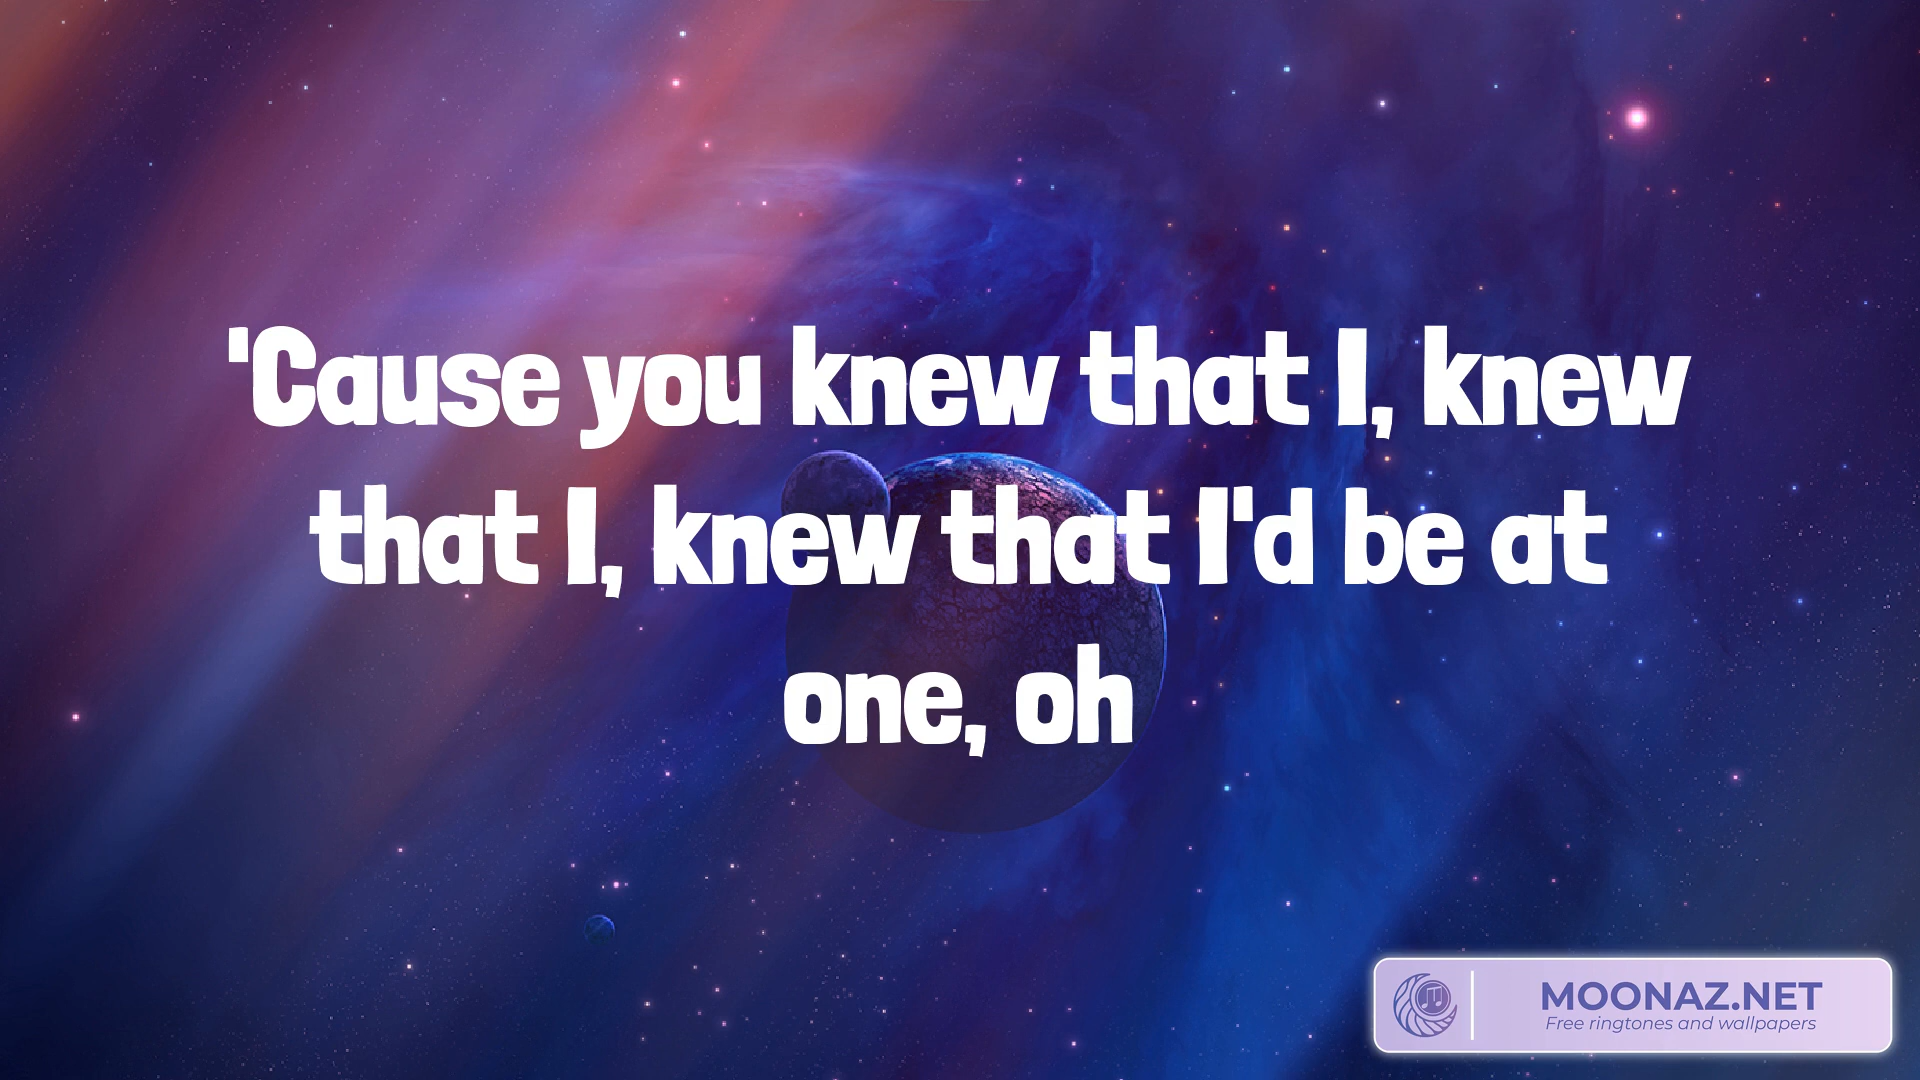 'Cause you knew that I, knew
that I, knew that I'd be at
one, oh
MOONAZ.NET
Free ringtones and wallpapers